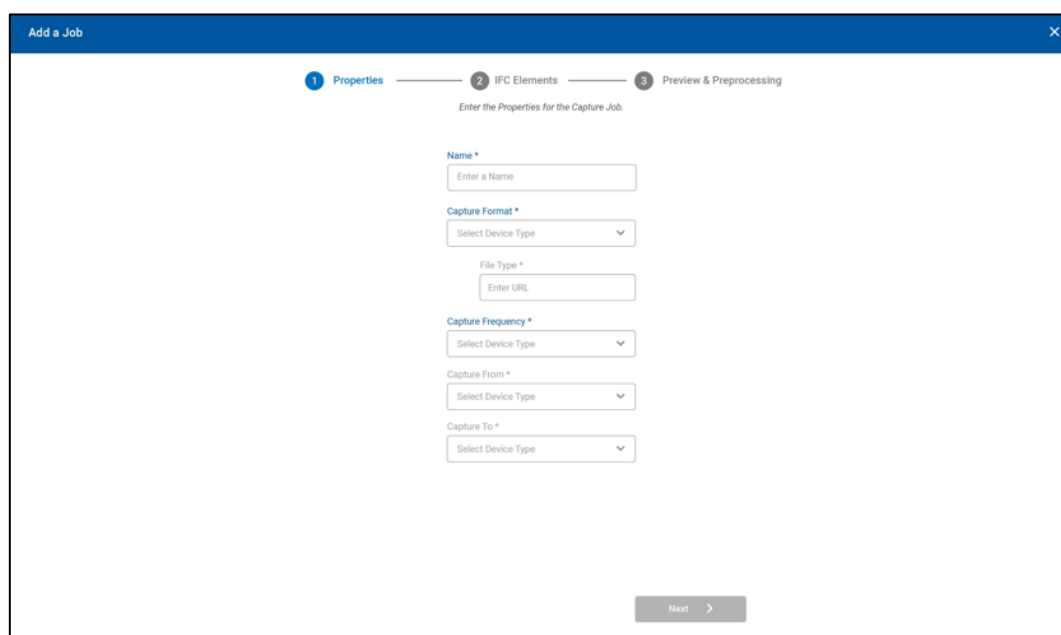 Add a Job
1 Properties 2 IFC Elements 3 Preview & Preprocessing
Enter the Properties for the Capture Job.
Name *
Enter a Name
Capture Format *
Select Device Type
File Type *
Enter URL
Capture Frequency *
Select Device Type
Capture From *
Select Device Type
Capture To *
Select Device Type
Next